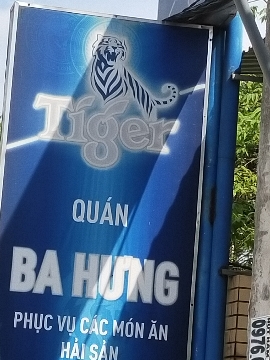 Tiger
QUÁN
BA HƯNG
PHỤC VỤ CÁC MÓN ĂN
HẢI SẢN
0976